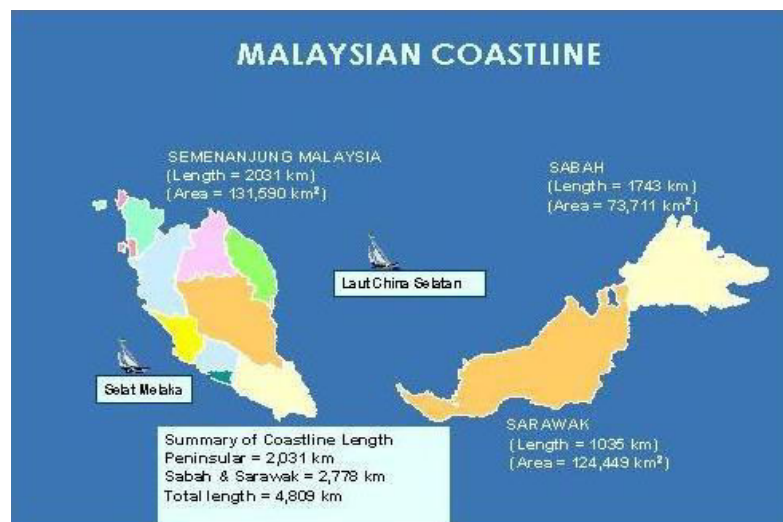 MALAYSIAN COASTLINE
SEMENANJUNG MALAYSIA
(Length = 2031 km)
(Area = 131,590 km²)
SABAH
(Length = 1743 km)
(Area = 73,711 km²)
Laut China Selatan
Selat Melaka
SARAWAK
(Length = 1035 km)
(Area = 124,449 km²)
Summary of Coastline Length
Peninsular = 2,031 km
Sabah & Sarawak = 2,778 km
Total length = 4,809 km